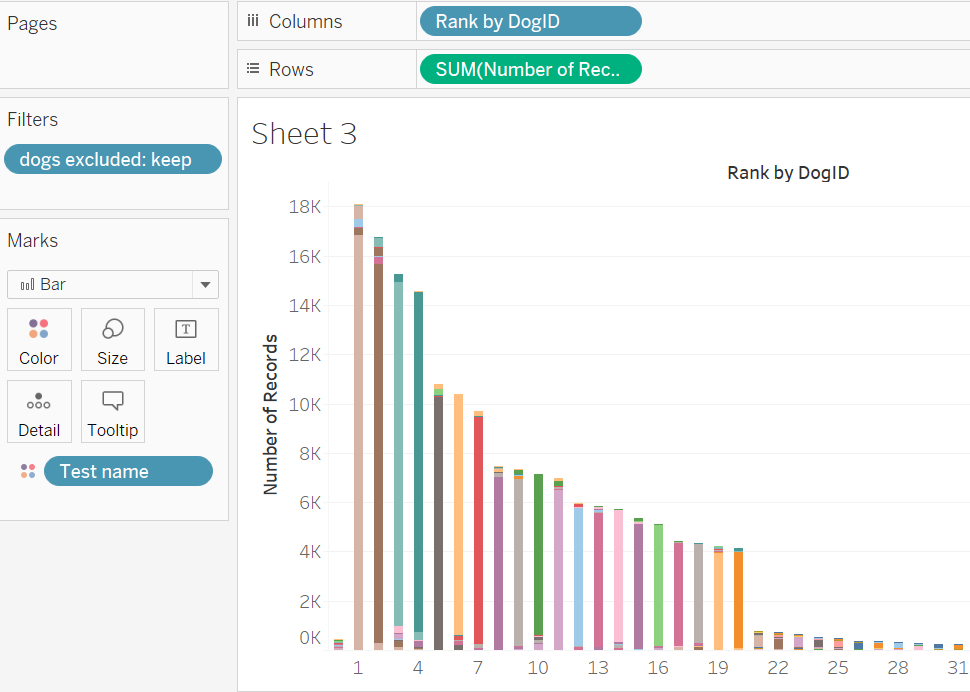 Pages
Columns
Rank by DogID
Rows
SUM(Number of Rec..
Filters
dogs excluded: keep
Marks
Bar
Color
Size
Label
Detail
Tooltip
Test name
Sheet 3
Rank by DogID
Number of Records
18K
16K
14K
12K
10K
8K
6K
4K
2K
0K
1 4 7 10 13 16 19 22 25 28 31